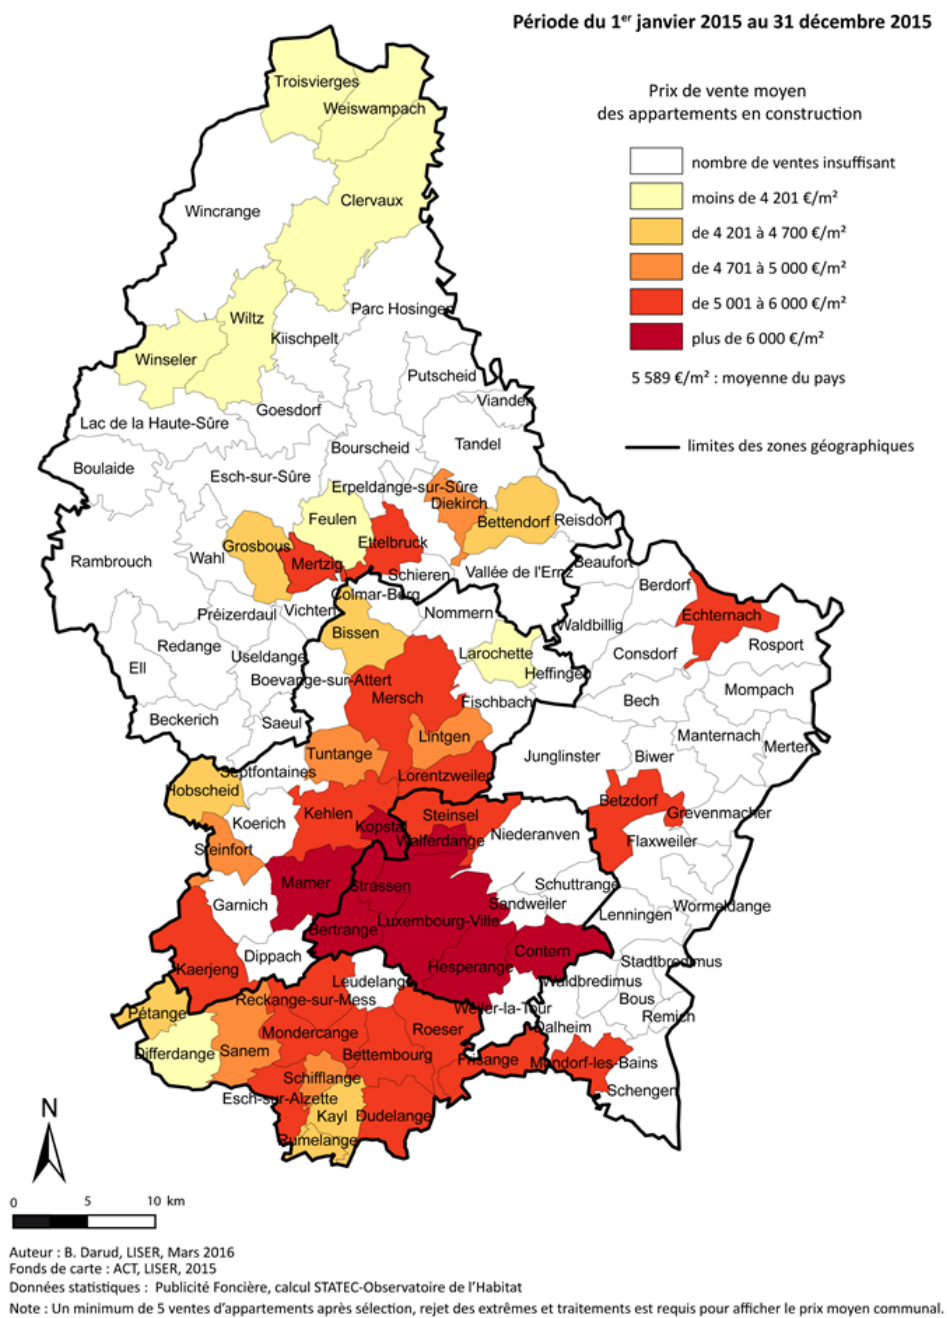 Période du 1er janvier 2015 au 31 décembre 2015
Prix de vente moyen
des appartements en construction
nombre de ventes insuffisant
moins de 4 201 €/m²
de 4 201 à 4 700 €/m²
de 4 701 à 5 000 €/m²
de 5 001 à 6 000 €/m²
plus de 6 000 €/m²
5 589 €/m² : moyenne du pays
limites des zones géographiques
Troisvierges
Weiswampach
Clervaux
Wincrange
Parc Hosingen
Wiltz
Kiischpelt
Winseler
Putscheid
Vianden
Goesdorf
Lac de la Haute-Sûre
Bourscheid
Tandel
Boulaide
Esch-sur-Sûre
Erpeldange-sur-Sûre
Diekirch
Feulen
Bettendorf
Reisdorf
Ettelbruck
Grosbous
Wahl
Rambrouch
Mertzig
Schieren
Vallée de l'Ernz
Beaufort
Berdorf
Colmar-Berg
Vichten
Préizerdaul
Nommern
Echternach
Waldbillig
Bissen
Redange
Rosport
Larochette
Consdorf
Useldange
Ell
Heffingen
Boevange-sur-Attert
Mompach
Mersch
Fischbach
Bech
Beckerich
Saeul
Lintgen
Manternach
Mertert
Tuntange
Junglinster
Biwer
Septfontaines
Lorentzweiler
Hobscheid
Betzdorf
Kehlen
Steinsel
Grevenmacher
Koerich
Kopstal
Niederanven
Walferdange
Flaxweiler
Steinfort
Mamer
Strassen
Schuttrange
Sandweiler
Garnich
Wormeldange
Lenningen
Luxembourg-Ville
Bertrange
Contern
Dippach
Stadtbredimus
Hesperange
Kaerjeng
Leudelange
Waldbredimus
Reckange-sur-Mess
Bous
Weiler-la-Tour
Pétange
Remich
Dalheim
Roeser
Mondercange
Differdange
Sanem
Bettembourg
Frisange
Mondorf-les-Bains
Schifflange
Schengen
Esch-sur-Alzette
Kayl
Dudelange
Rumelange
N
0 5 10 km
Auteur : B. Darud, LISER, Mars 2016
Fonds de carte : ACT, LISER, 2015
Données statistiques : Publicité Foncière, calcul STATEC-Observatoire de l'Habitat
Note : Un minimum de 5 ventes d'appartements après sélection, rejet des extrêmes et traitements est requis pour afficher le prix moyen communal.